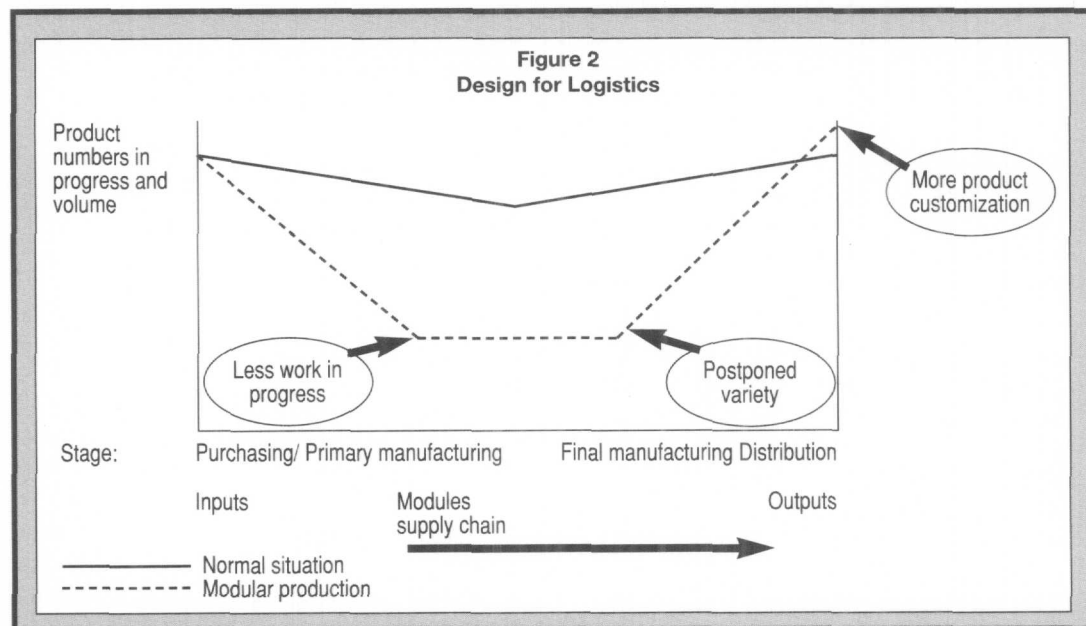 Figure 2
Design for Logistics
Product
numbers in
progress and
volume
More product
customization
Less work in
progress
Postponed
variety
Stage:
Purchasing/ Primary manufacturing
Final manufacturing Distribution
Inputs
Modules
supply chain
Outputs
Normal situation
Modular production